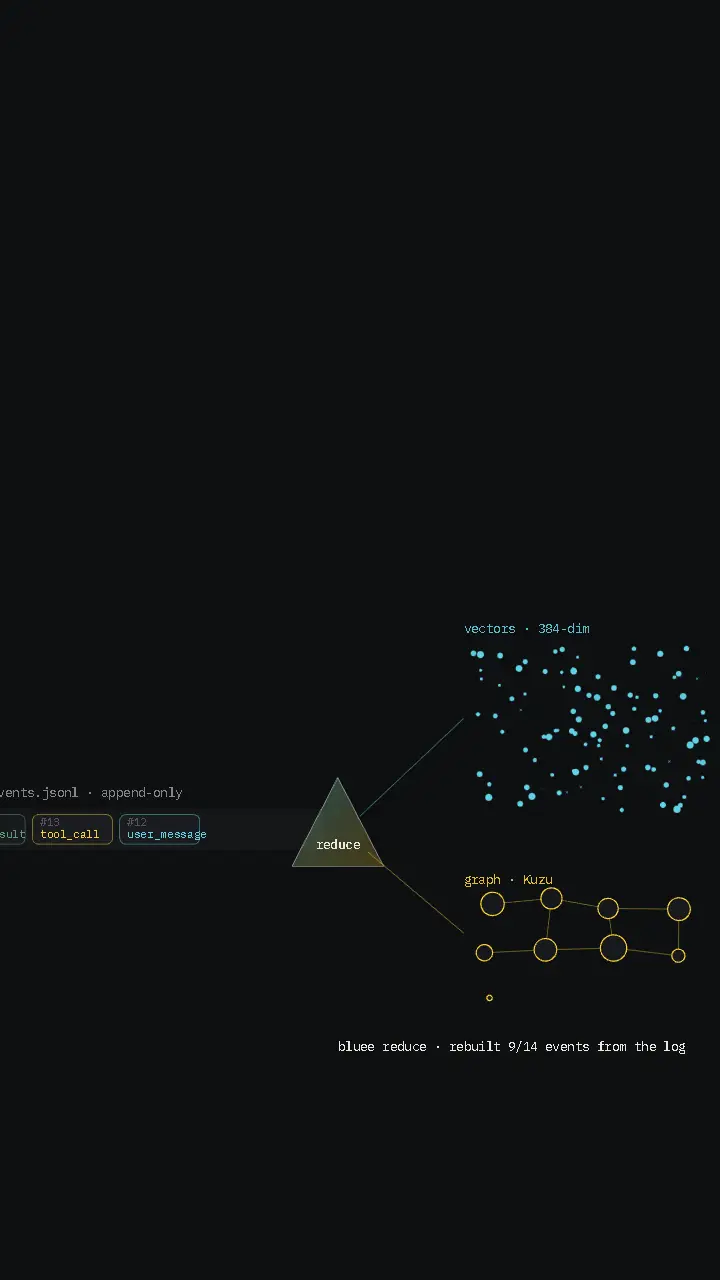 vectors · 384-dim
vents.jsonl · append-only
sult
#13
tool_call
#12
user_message
reduce
graph · Kuzu
bluee reduce · rebuilt 9/14 events from the log